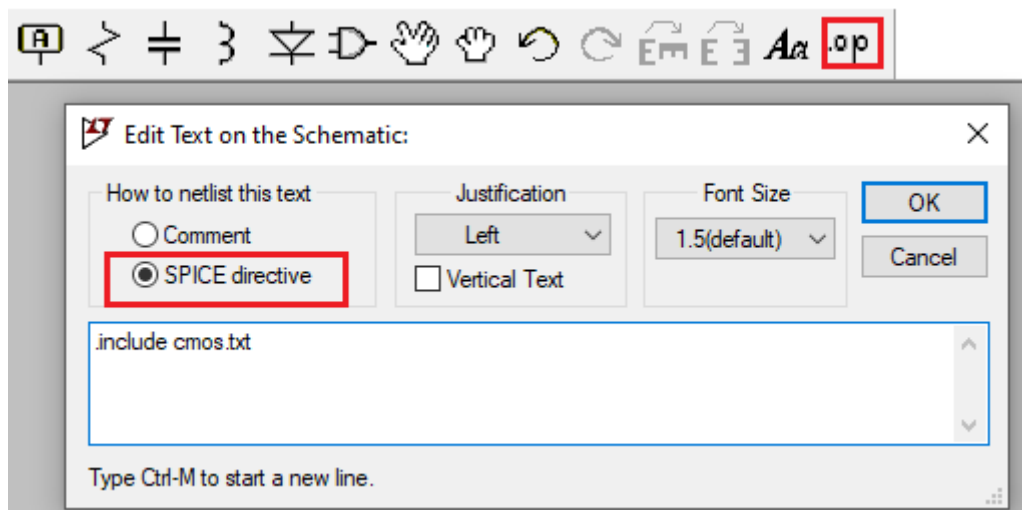 A Aa .op
Edit Text on the Schematic:
How to netlist this text
Comment
SPICE directive
Justification
Left
Vertical Text
Font Size
1.5(default)
OK
Cancel
.include cmos.txt
Type Ctrl-M to start a new line.